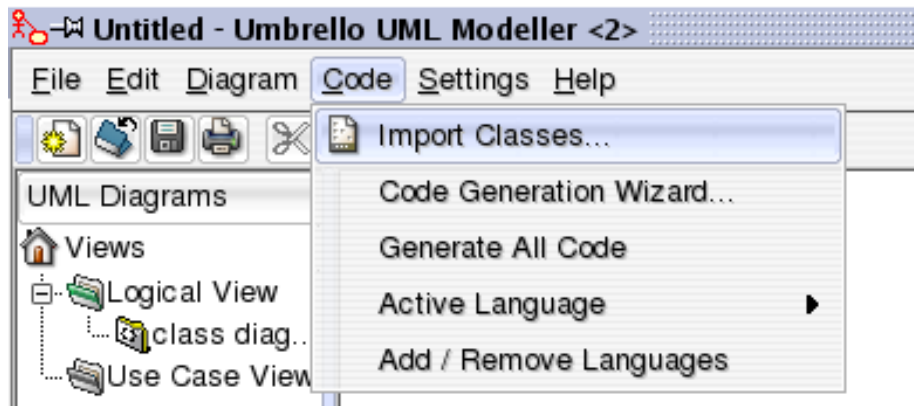 Untitled - Umbrello UML Modeller <2>
File Edit Diagram Code Settings Help
Import Classes...
UML Diagrams
Code Generation Wizard...
Views
Generate All Code
Logical View
Active Language
class diag..
Add / Remove Languages
Use Case View